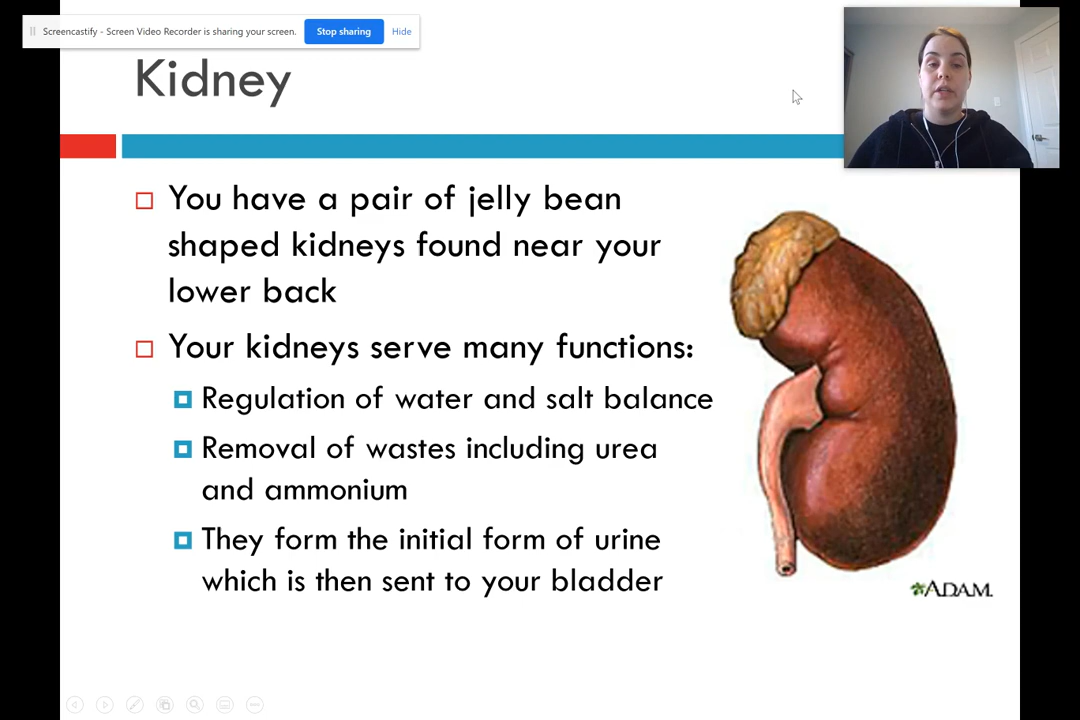 Screencastify - Screen Video Recorder is sharing your screen.
Stop sharing
Hide
Kidney
You have a pair of jelly bean
shaped kidneys found near your
lower back
Your kidneys serve many functions:
Regulation of water and salt balance
Removal of wastes including urea
and ammonium
They form the initial form of urine
which is then sent to your bladder
ADAM.